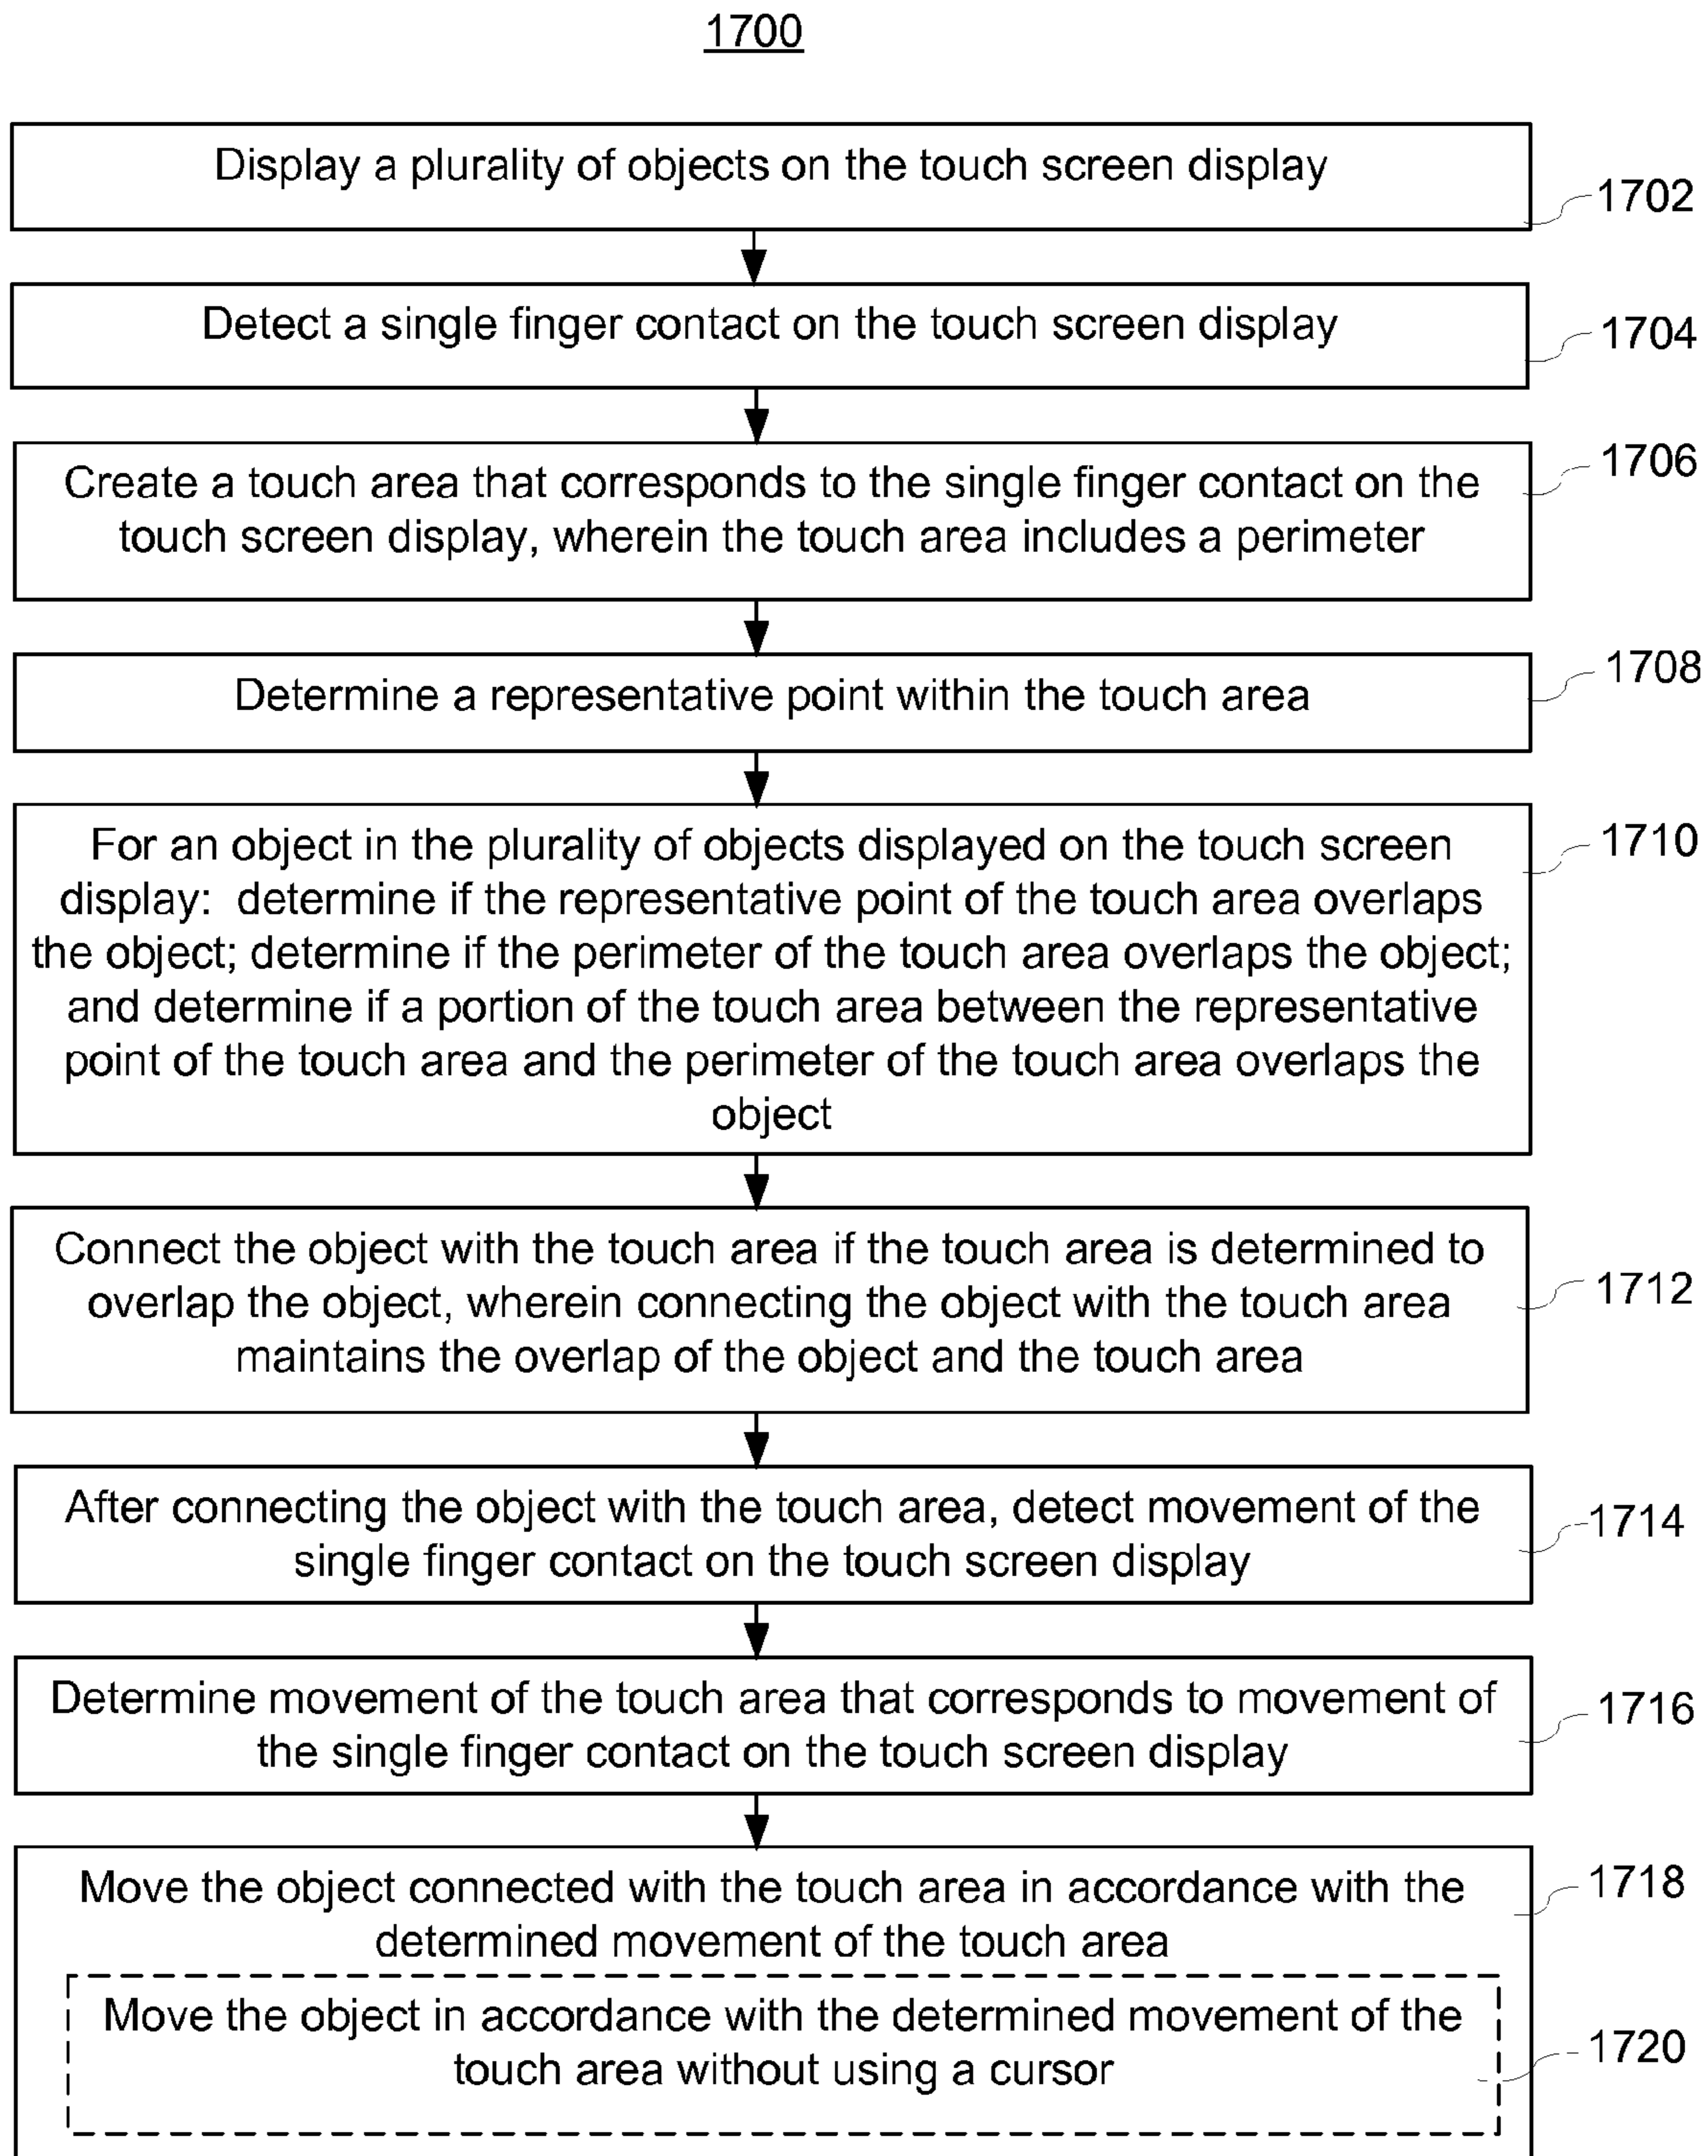 1700
Display a plurality of objects on the touch screen display
1702
Detect a single finger contact on the touch screen display
1704
Create a touch area that corresponds to the single finger contact on the
touch screen display, wherein the touch area includes a perimeter
1706
Determine a representative point within the touch area
1708
For an object in the plurality of objects displayed on the touch screen
display:  determine if the representative point of the touch area overlaps
the object; determine if the perimeter of the touch area overlaps the object;
and determine if a portion of the touch area between the representative
point of the touch area and the perimeter of the touch area overlaps the
object
1710
Connect the object with the touch area if the touch area is determined to
overlap the object, wherein connecting the object with the touch area
maintains the overlap of the object and the touch area
1712
After connecting the object with the touch area, detect movement of the
single finger contact on the touch screen display
1714
Determine movement of the touch area that corresponds to movement of
the single finger contact on the touch screen display
1716
Move the object connected with the touch area in accordance with the
determined movement of the touch area
1718
Move the object in accordance with the determined movement of the
touch area without using a cursor
1720